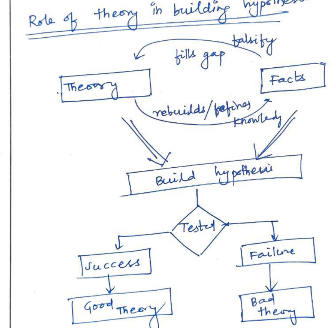 Role of theory in building hypothesis
falsify
fills gap
Theory
Facts
rebuilds/refines
knowledge
Build hypothesis
Tested
Success
Failure
Good Theory
Bad
theory